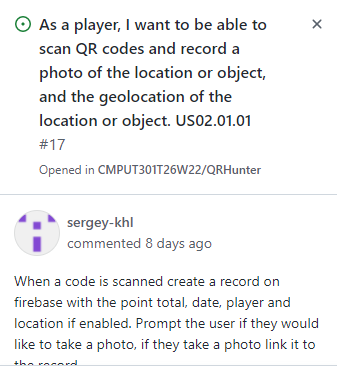 As a player, I want to be able to
scan QR codes and record a
photo of the location or object,
and the geolocation of the
location or object. US02.01.01
#17
Opened in CMPUT301T26W22/QRHunter
sergey-khl
commented 8 days ago
When a code is scanned create a record on
firebase with the point total, date, player and
location if enabled. Prompt the user if they would
like to take a photo, if they take a photo link it to
the record